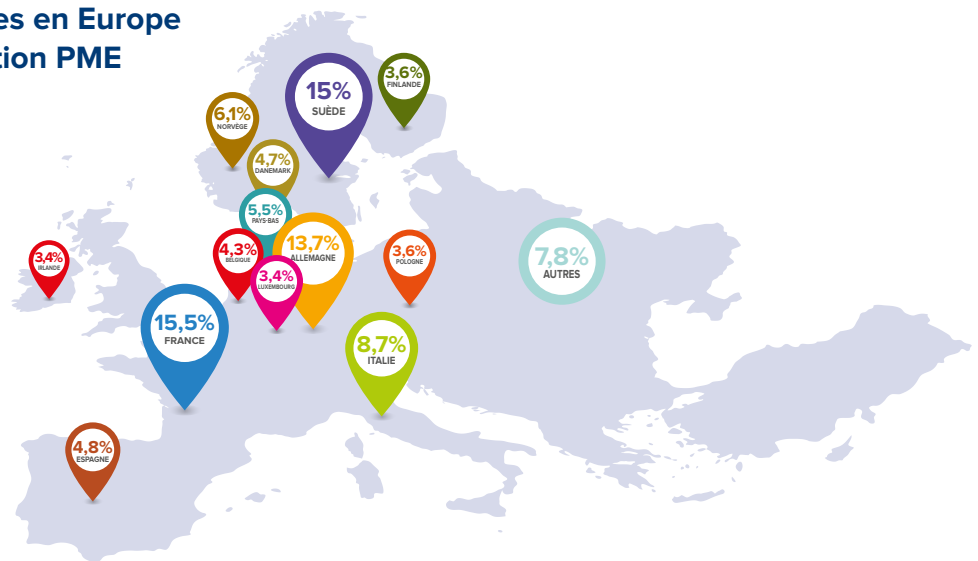 es en Europe
tion PME
15%
SUÈDE
3,6%
FINLANDE
6,1%
NORVÈGE
4,7%
DANEMARK
5,5%
PAYS-BAS
4,3%
BELGIQUE
13,7%
ALLEMAGNE
3,4%
LUXEMBOURG
3,6%
POLOGNE
7,8%
AUTRES
3,4%
IRLANDE
15,5%
FRANCE
8,7%
ITALIE
4,8%
ESPAGNE